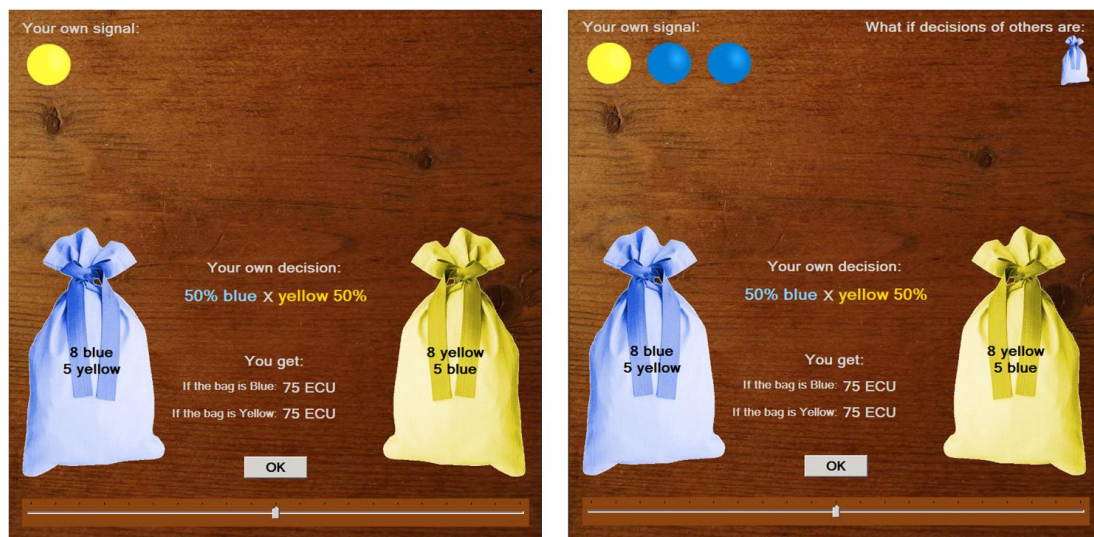 Your own signal:
Your own decision:
50% blue X yellow 50%
8 blue
5 yellow
8 yellow
5 blue
You get:
If the bag is Blue: 75 ECU
If the bag is Yellow: 75 ECU
OK
Your own signal:
What if decisions of others are:
Your own decision:
50% blue X yellow 50%
8 blue
5 yellow
8 yellow
5 blue
You get:
If the bag is Blue: 75 ECU
If the bag is Yellow: 75 ECU
OK